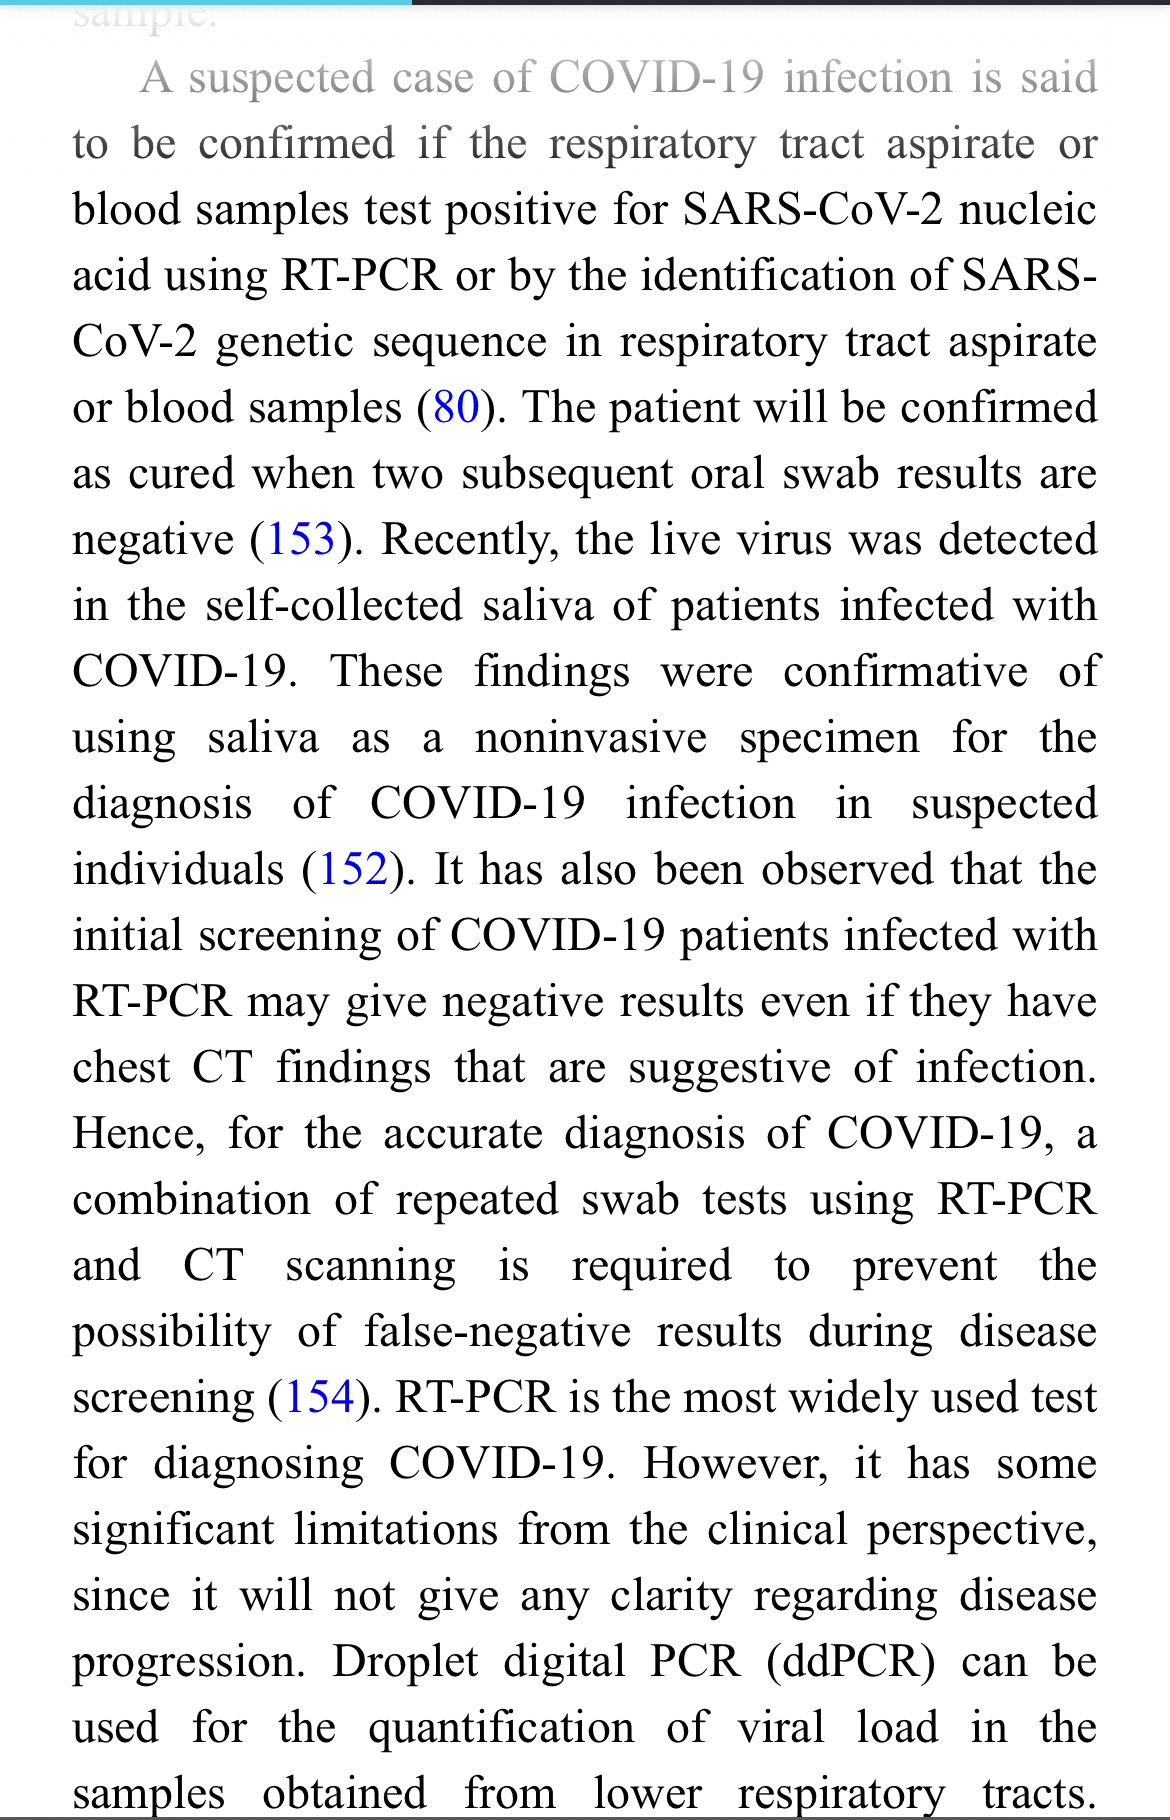 sample.
A suspected case of COVID-19 infection is said
to be confirmed if the respiratory tract aspirate or
blood samples test positive for SARS-CoV-2 nucleic
acid using RT-PCR or by the identification of SARS-
CoV-2 genetic sequence in respiratory tract aspirate
or blood samples (80). The patient will be confirmed
as cured when two subsequent oral swab results are
negative (153). Recently, the live virus was detected
in the self-collected saliva of patients infected with
COVID-19. These findings were confirmative of
using saliva as a noninvasive specimen for the
diagnosis of COVID-19 infection in suspected
individuals (152). It has also been observed that the
initial screening of COVID-19 patients infected with
RT-PCR may give negative results even if they have
chest CT findings that are suggestive of infection.
Hence, for the accurate diagnosis of COVID-19, a
combination of repeated swab tests using RT-PCR
and CT scanning is required to prevent the
possibility of false-negative results during disease
screening (154). RT-PCR is the most widely used test
for diagnosing COVID-19. However, it has some
significant limitations from the clinical perspective,
since it will not give any clarity regarding disease
progression. Droplet digital PCR (ddPCR) can be
used for the quantification of viral load in the
samples obtained from lower respiratory tracts.